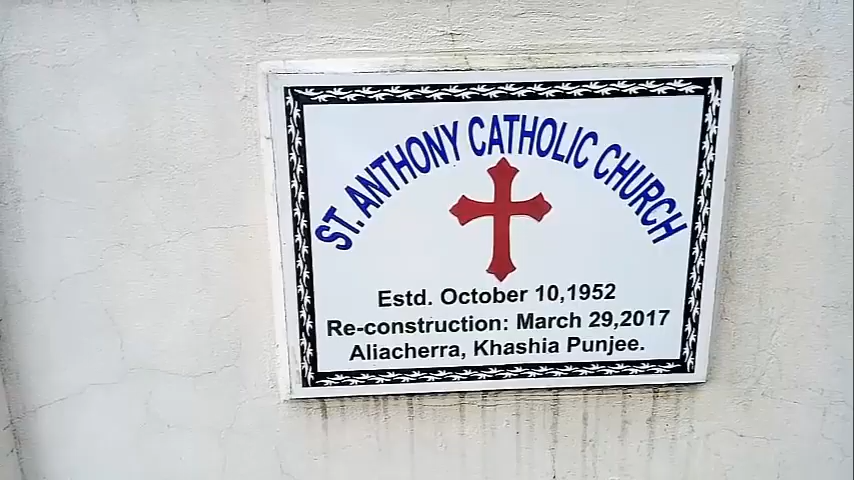 ST. ANTHONY CATHOLIC CHURCH
Estd. October 10,1952
Re-construction: March 29,2017
Aliacherra, Khashia Punjee.